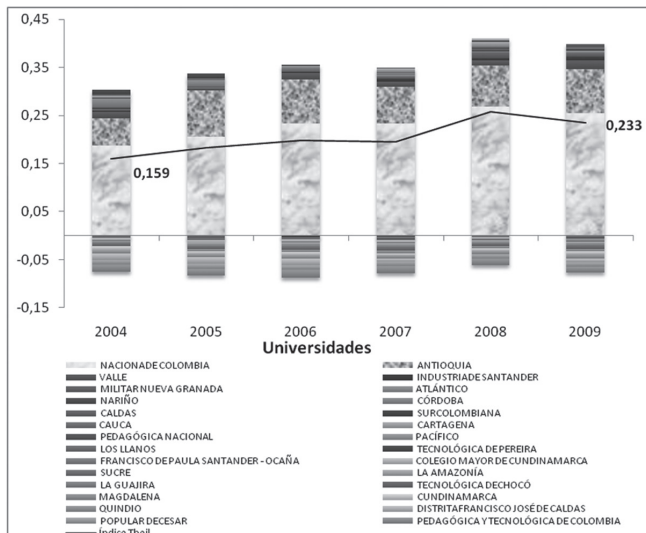 0,45
0,35
0,25
0,15
0,05
-0,05
-0,15
0,159
0,233
2004 2005 2006 2007 2008 2009
Universidades
NACIONADE COLOMBIA ANTIOQUIA
VALLE INDUSTRIADE SANTANDER
MILITAR NUEVA GRANADA ATLÁNTICO
NARIÑO CÓRDOBA
CALDAS SURCOLOMBIANA
CAUCA CARTAGENA
PEDAGÓGICA NACIONAL PACÍFICO
LOS LLANOS TECNOLÓGICA DE PEREIRA
FRANCISCO DE PAULA SANTANDER - OCAÑA COLEGIO MAYOR DE CUNDINAMARCA
SUCRE LA AMAZONÍA
LA GUAJIRA TECNOLÓGICA DECHOCÓ
MAGDALENA CUNDINAMARCA
QUINDIO DISTRITAFRANCISCO JOSÉ DE CALDAS
POPULAR DECESAR PEDAGÓGICA Y TECNOLÓGICA DE COLOMBIA
Índice Theil